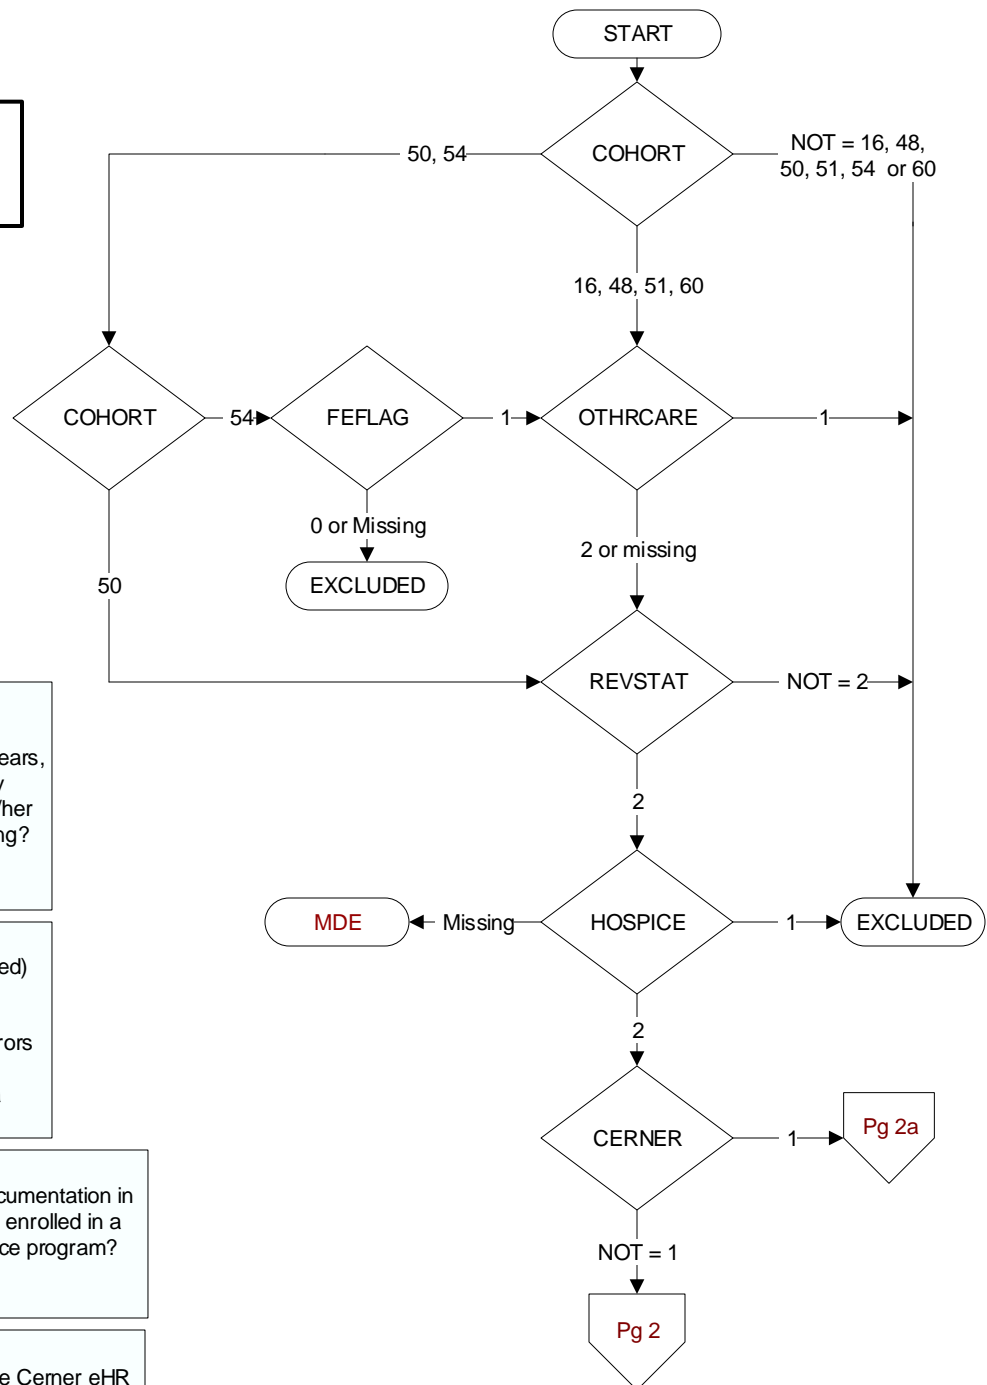 START
COHORT
50, 54
NOT = 16, 48,
50, 51, 54 or 60
16, 48, 51, 60
COHORT
54
FEFLAG
1
OTHRCARE
1
0 or Missing
2 or missing
EXCLUDED
50
REVSTAT
NOT = 2
ears,
/her
ng?
2
MDE
Missing
HOSPICE
1
EXCLUDED
ed)
rors
2
CERNER
1
Pg 2a
cumentation in
enrolled in a
ce program?
NOT = 1
Pg 2
e Cerner eHR